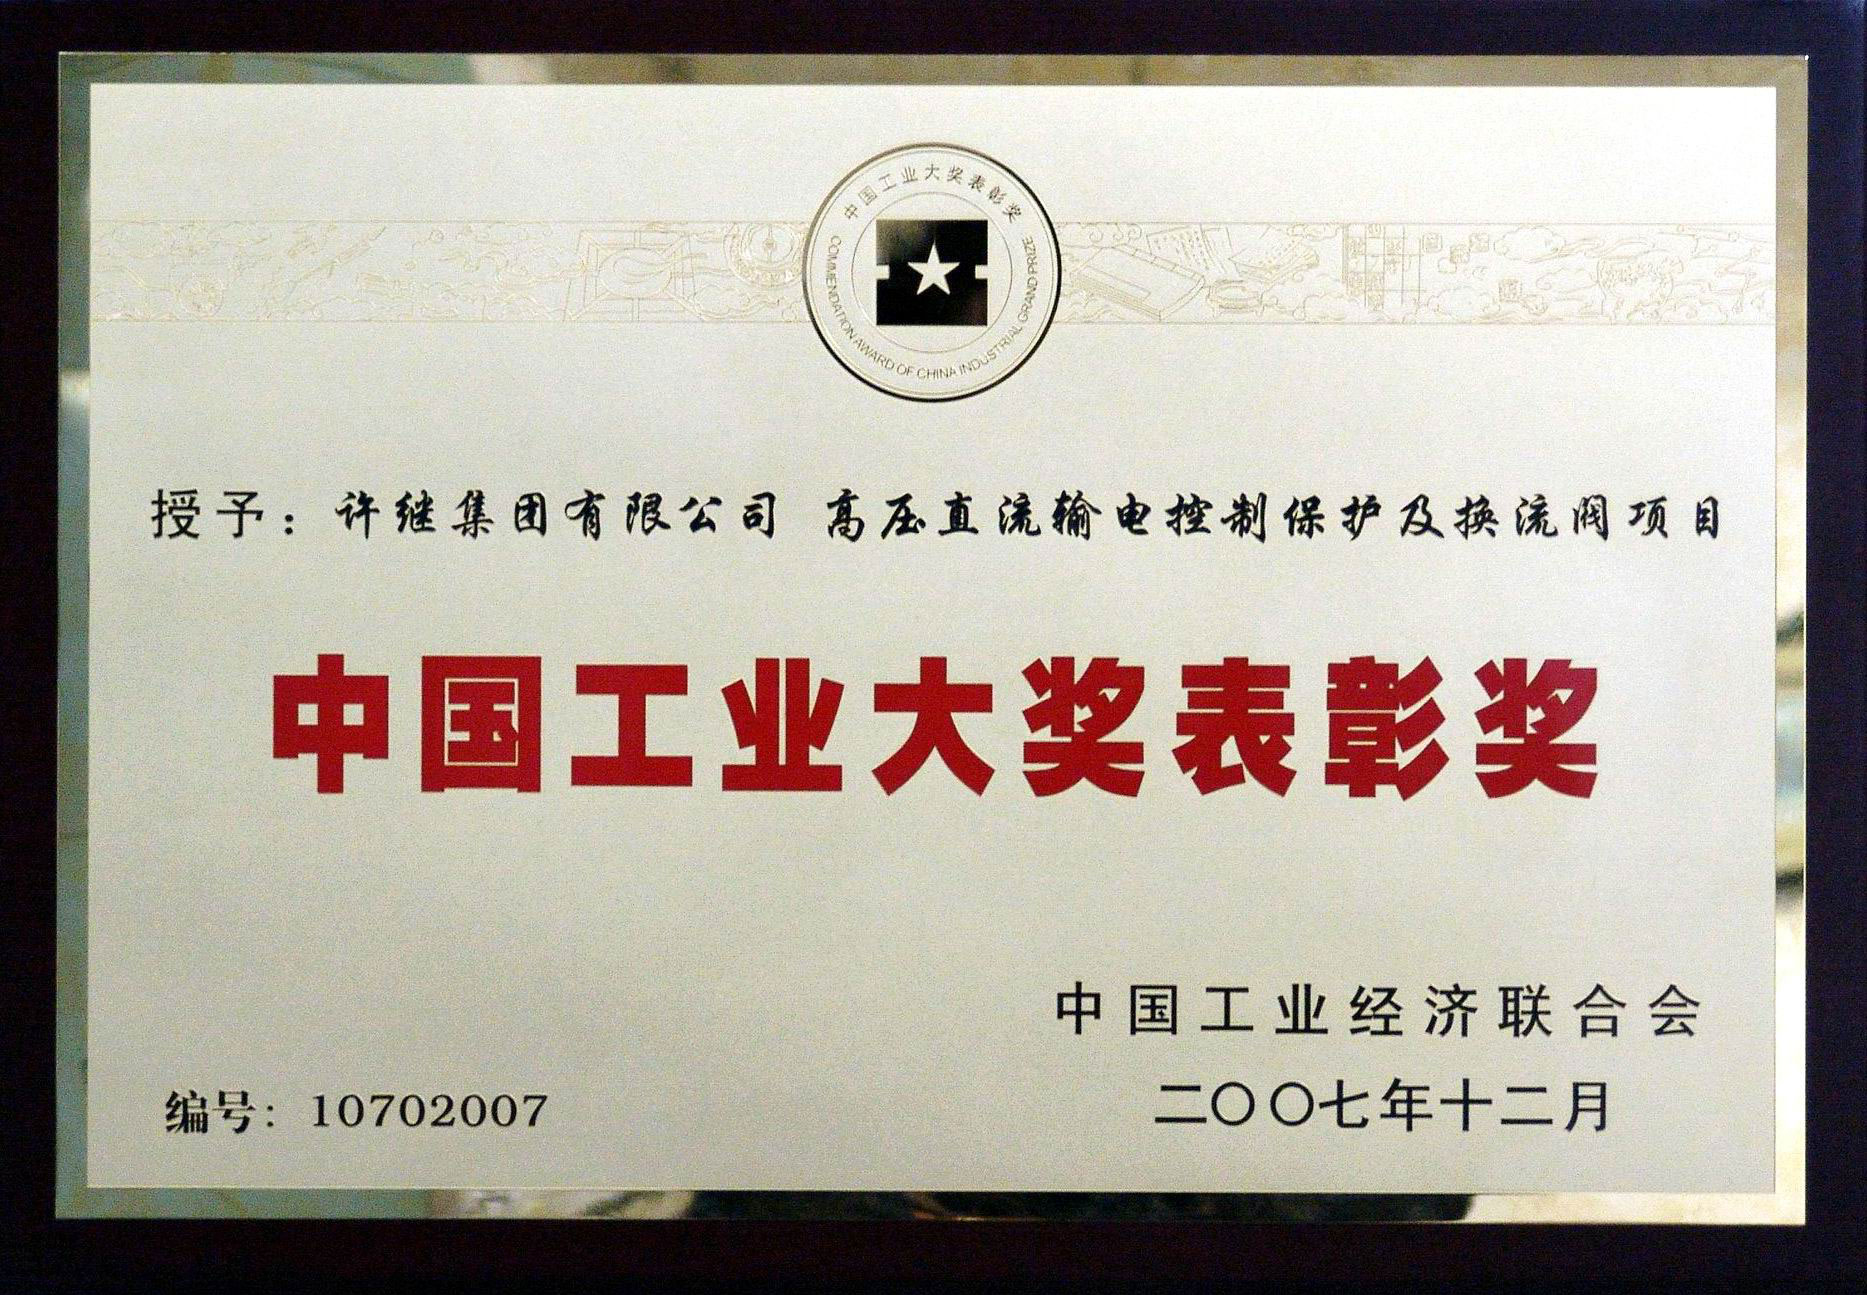 中国工业大奖表彰奖
COMMENDATION AWARD OF CHINA INDUSTRIAL GRAND PRIZE
授予：许继集团有限公司 高压直流输电控制保护及换流阀项目
中国工业大奖表彰奖
中国工业经济联合会
二〇〇七年十二月
编号：10702007